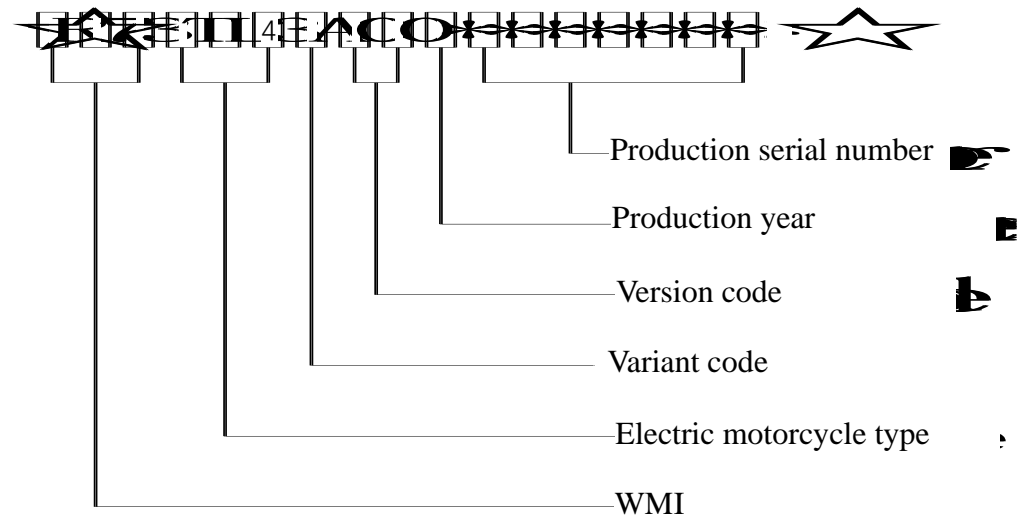 Production serial number
Production year
Version code
Variant code
Electric motorcycle type
WMI